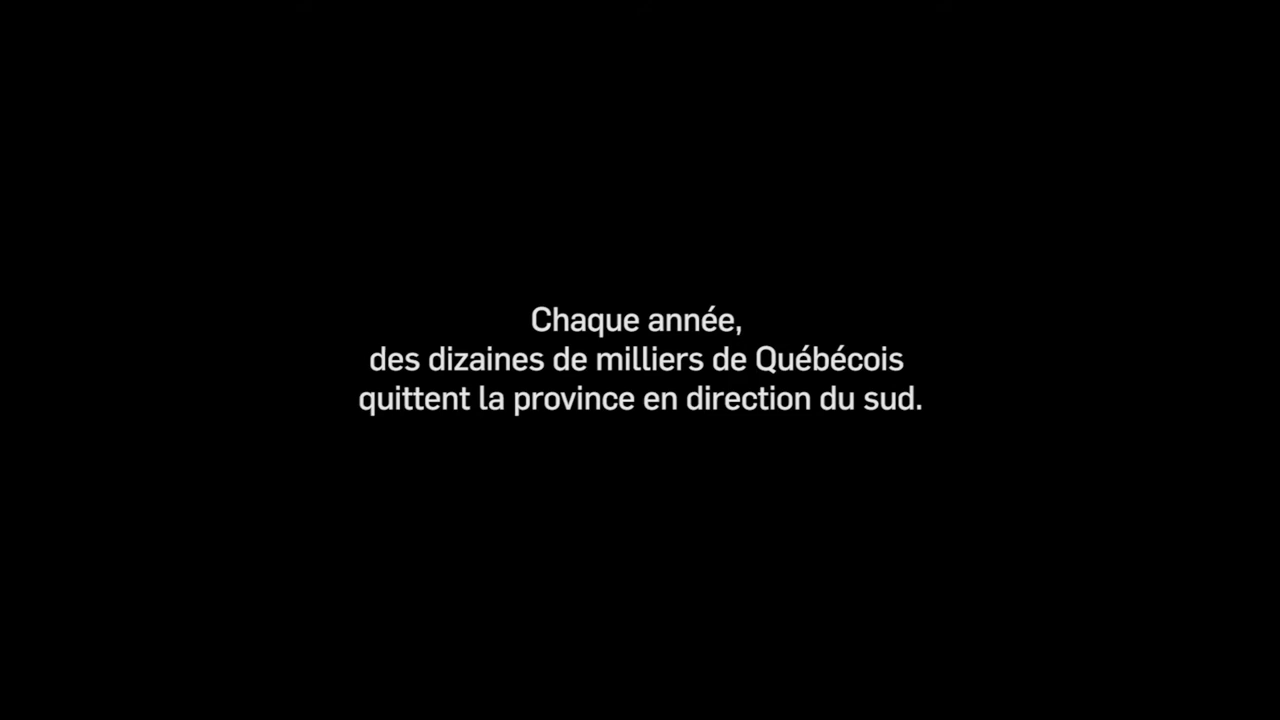 Chaque année,
des dizaines de milliers de Québécois
quittent la province en direction du sud.